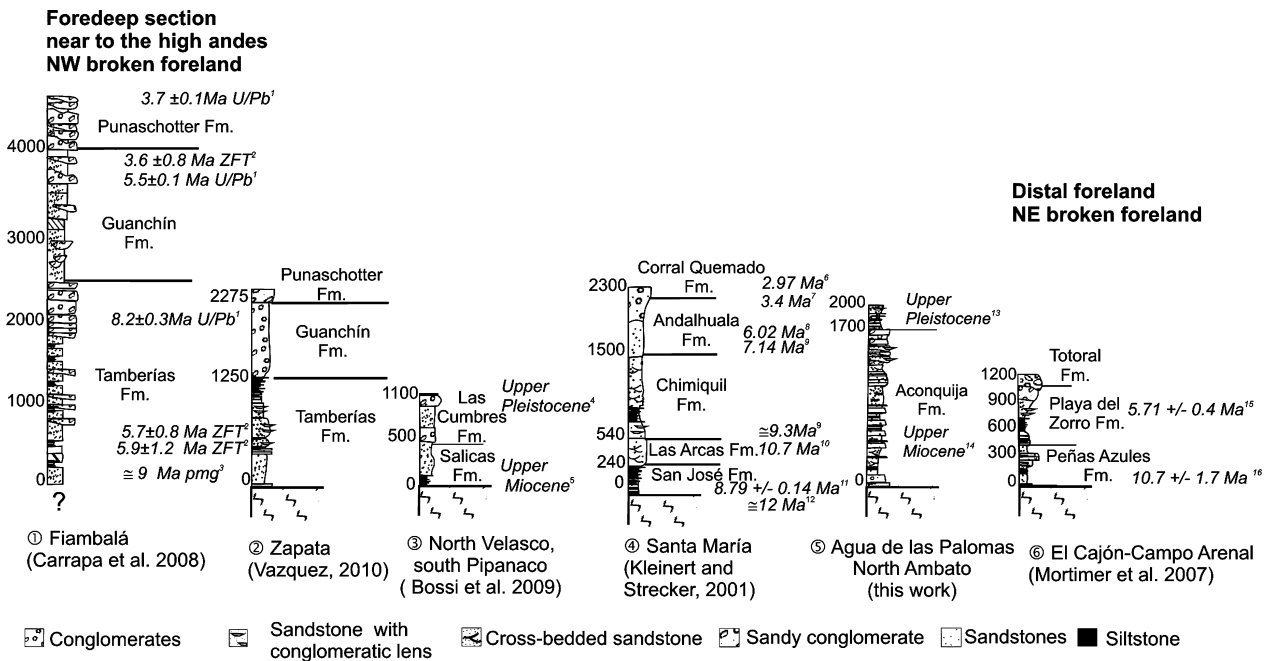 Foredeep section
near to the high andes
NW broken foreland
3.7 ±0.1Ma U/Pb¹
Punaschotter Fm.
4000
3.6 ±0.8 Ma ZFT²
5.5±0.1 Ma U/Pb¹
Guanchín
Fm.
3000
2000
8.2±0.3Ma U/Pb¹
Tamberías
Fm.
1000
5.7±0.8 Ma ZFT²
5.9±1.2 Ma ZFT²
≅ 9 Ma pmg³
0
?
① Fiambalá
(Carrapa et al. 2008)
2275
Punaschotter
Fm.
Guanchín
Fm.
1250
Tamberías
Fm.
0
② Zapata
(Vazquez, 2010)
1100
Las
Cumbres
Fm.
Upper
Pleistocene⁴
500
Salicas
Fm.
Upper
Miocene⁵
0
③ North Velasco,
south Pipanaco
( Bossi et al. 2009)
Corral Quemado
Fm.
2300
2.97 Ma⁶
3.4 Ma⁷
Andalhuala
Fm.
6.02 Ma⁸
7.14 Ma⁹
1500
Chimiquil
Fm.
≅9.3Ma⁹
540
Las Arcas Fm.
10.7 Ma¹⁰
240
San José Fm.
8.79 +/- 0.14 Ma¹¹
0
≅12 Ma¹²
④ Santa María
(Kleinert and
Strecker, 2001)
2000
1700
Upper
Pleistocene¹³
Aconquija
Fm.
Upper
Miocene¹⁴
0
⑤ Agua de las Palomas
North Ambato
(this work)
Distal foreland
NE broken foreland
Totoral
Fm.
1200
900
Playa del
Zorro Fm.
5.71 +/- 0.4 Ma¹⁵
600
300
Peñas Azules
Fm.
10.7 +/- 1.7 Ma ¹⁶
0
⑥ El Cajón-Campo Arenal
(Mortimer et al. 2007)
Conglomerates
Sandstone with
conglomeratic lens
Cross-bedded sandstone
Sandy conglomerate
Sandstones
Siltstone